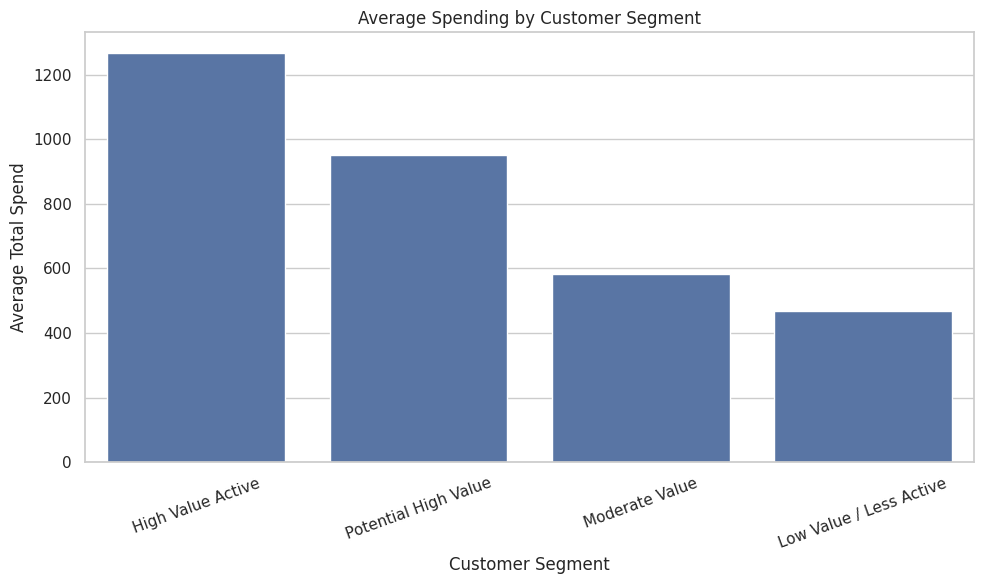 Average Spending by Customer Segment
Average Total Spend
1200
1000
800
600
400
200
0
High Value Active
Potential High Value
Moderate Value
Low Value / Less Active
Customer Segment